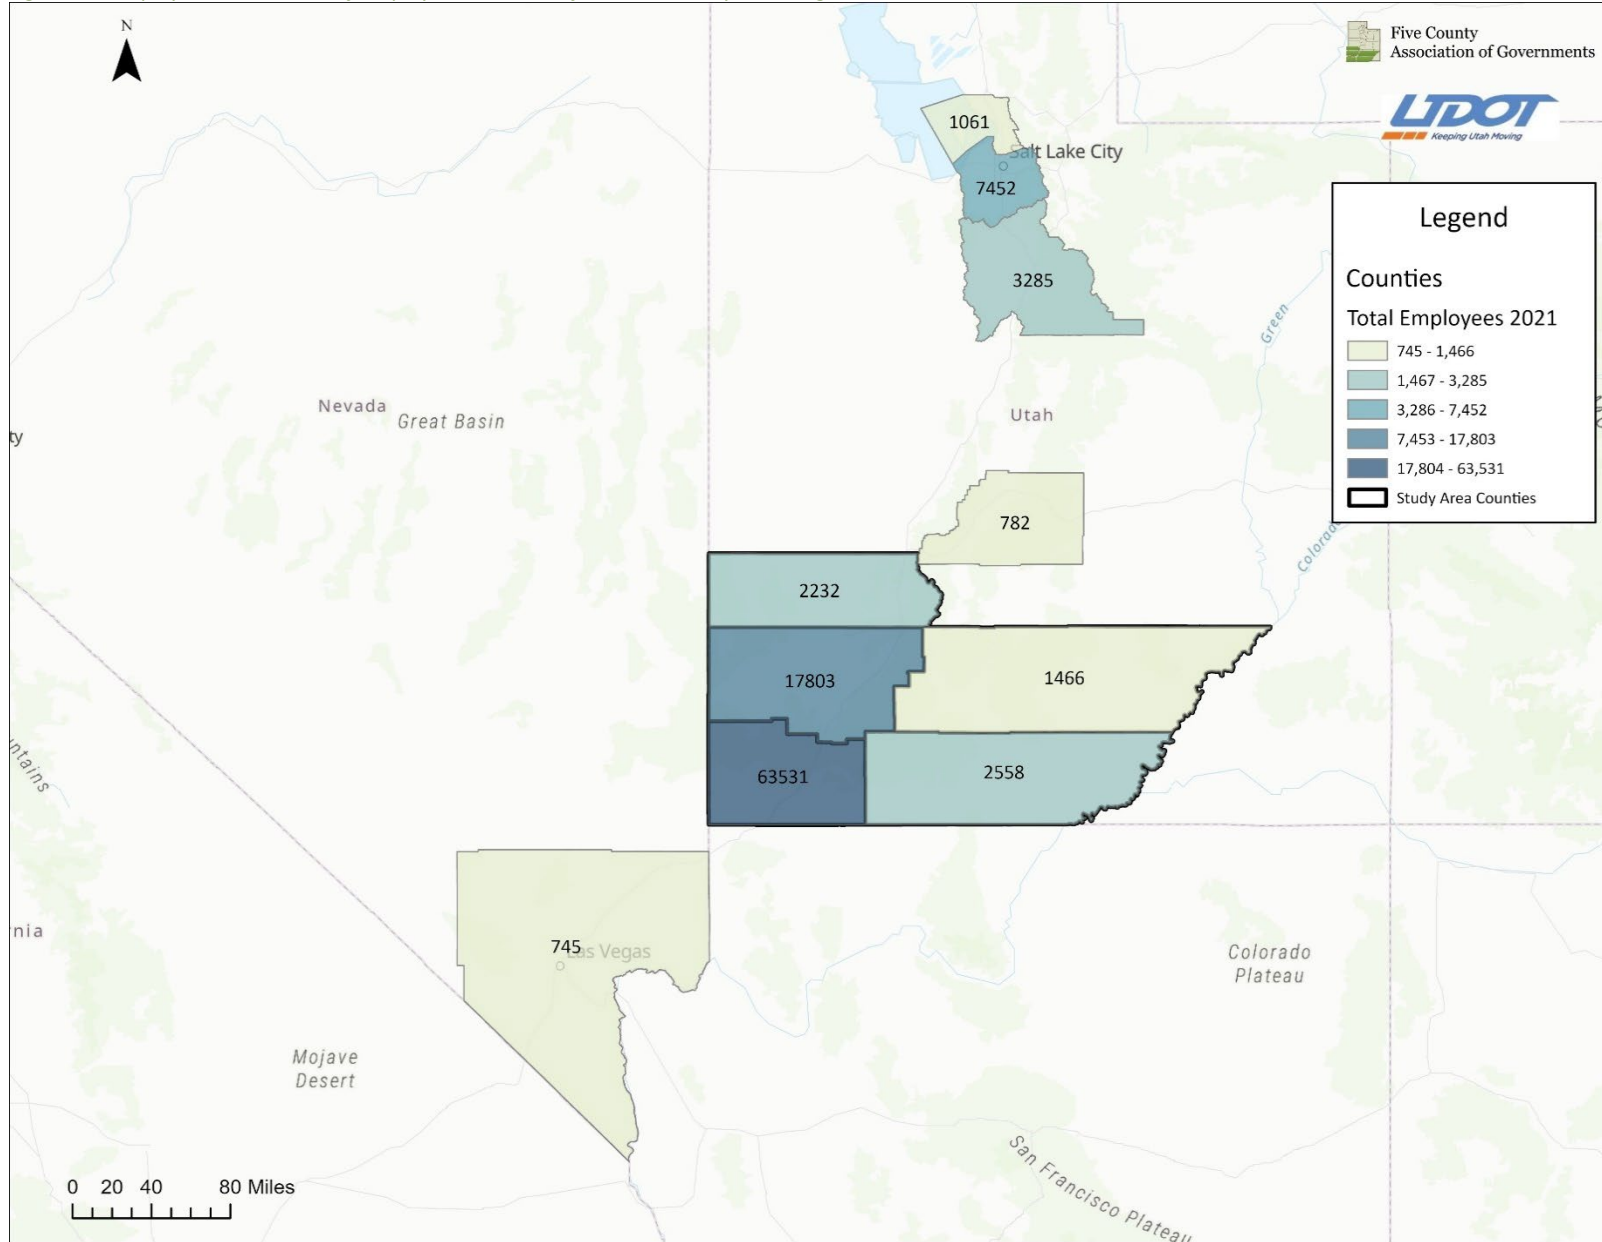 N
Five County
Association of Governments
UDOT
Keeping Utah Moving
1061
Salt Lake City
7452
3285
Legend
Counties
Total Employees 2021
745 - 1,466
1,467 - 3,285
3,286 - 7,452
7,453 - 17,803
17,804 - 63,531
Study Area Counties
Green
Nevada
Great Basin
Utah
ty
782
Colorado
2232
17803
1466
63531
2558
ntains
745
Las Vegas
rnia
Colorado
Plateau
Mojave
Desert
San Francisco Plateau
0 20 40 80 Miles